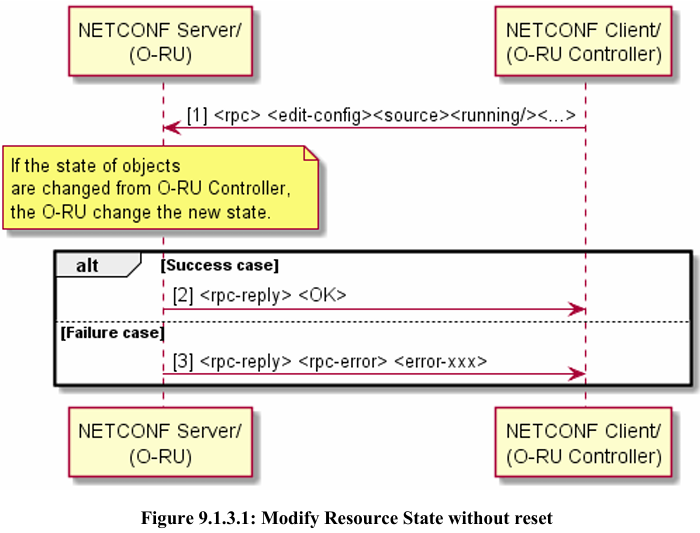 NETCONF Server/
(O-RU)
NETCONF Client/
(O-RU Controller)
[1] <rpc> <edit-config><source><running/><...>
If the state of objects
are changed from O-RU Controller,
the O-RU change the new state.
alt
[Success case]
[2] <rpc-reply> <OK>
[Failure case]
[3] <rpc-reply> <rpc-error> <error-xxx>
NETCONF Server/
(O-RU)
NETCONF Client/
(O-RU Controller)
Figure 9.1.3.1: Modify Resource State without reset